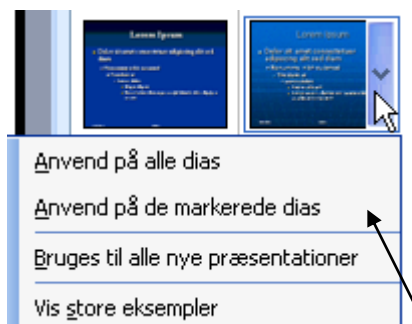 Lorem Ipsum
Lorem Ipsum
Anvend på alle dias
Anvend på de markerede dias
Bruges til alle nye præsentationer
Vis store eksempler